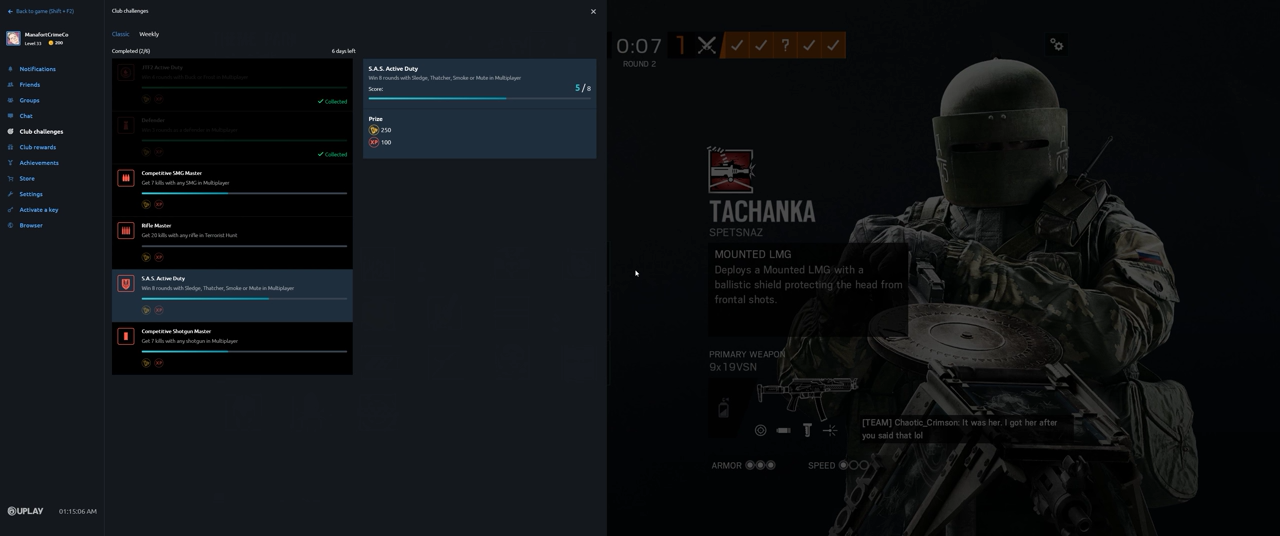 Back to game (Shift + F2)
ManafortCrimeCo
Level 33 200
Notifications
Friends
Groups
Chat
Club challenges
Club rewards
Achievements
Store
Settings
Activate a key
Browser
UPLAY 01:15:06 AM
Club challenges
Classic Weekly
Completed (2/6) 6 days left
Collected
Defender
Collected
Competitive SMG Master
Get 7 kills with any SMG in Multiplayer
Rifle Master
Get 20 kills with any rifle in Terrorist Hunt
S.A.S. Active Duty
Win 8 rounds with Sledge, Thatcher, Smoke or Mute in Multiplayer
Competitive Shotgun Master
Get 7 kills with any shotgun in Multiplayer
S.A.S. Active Duty
Win 8 rounds with Sledge, Thatcher, Smoke or Mute in Multiplayer
Score: 5 / 8
Prize
250
XP 100
0:07 1 ?
ROUND 2
TACHANKA
SPETSNAZ
MOUNTED LMG
Deploys a Mounted LMG with a
ballistic shield protecting the head from
frontal shots.
PRIMARY WEAPON
9x19VSN
[TEAM] Chaotic_Crimson: It was her. I got her after
you said that lol
ARMOR SPEED